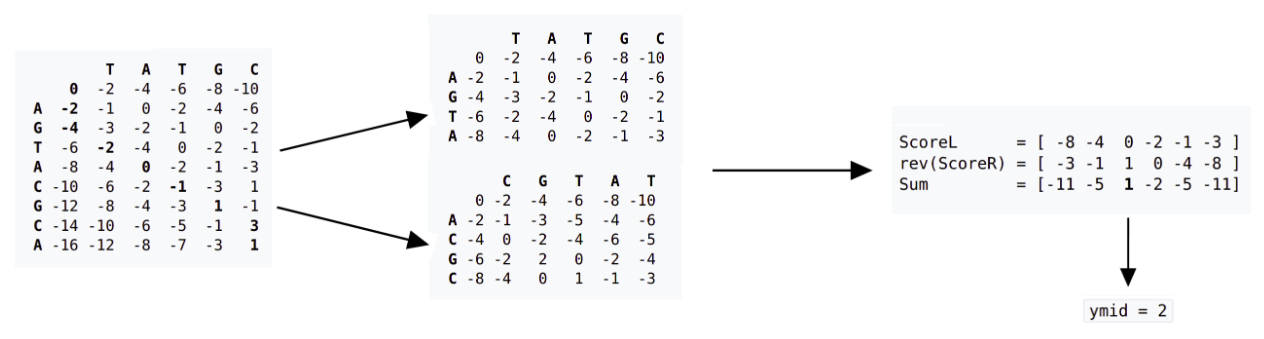 T A T G C
0 -2 -4 -6 -8 -10
A -2 -1 0 -2 -4 -6
G -4 -3 -2 -1 0 -2
T -6 -2 -4 0 -2 -1
A -8 -4 0 -2 -1 -3
C -10 -6 -2 -1 -3 1
G -12 -8 -4 -3 1 -1
C -14 -10 -6 -5 -1 3
A -16 -12 -8 -7 -3 1
T A T G C
0 -2 -4 -6 -8 -10
A -2 -1 0 -2 -4 -6
G -4 -3 -2 -1 0 -2
T -6 -2 -4 0 -2 -1
A -8 -4 0 -2 -1 -3
C G T A T
0 -2 -4 -6 -8 -10
A -2 -1 -3 -5 -4 -6
C -4 0 -2 -4 -6 -5
G -6 -2 2 0 -2 -4
C -8 -4 0 1 -1 -3
ScoreL = [ -8 -4 0 -2 -1 -3 ]
rev(ScoreR) = [ -3 -1 1 0 -4 -8 ]
Sum = [-11 -5 1 -2 -5 -11]
ymid = 2